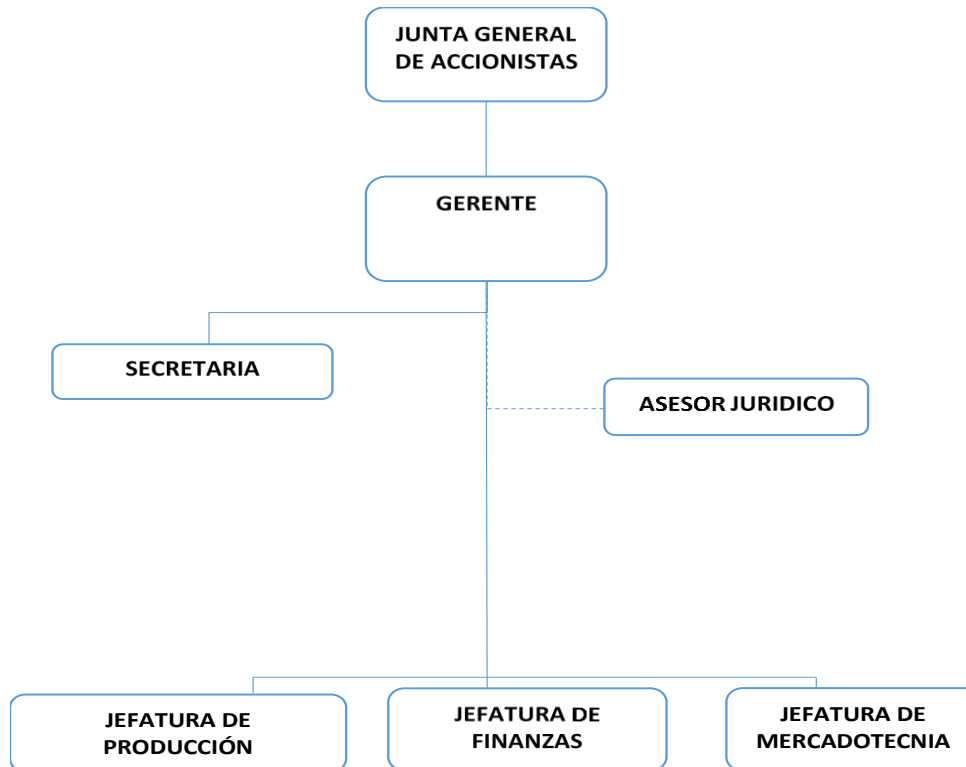 JUNTA GENERAL
DE ACCIONISTAS
GERENTE
SECRETARIA
ASESOR JURIDICO
JEFATURA DE
PRODUCCIÓN
JEFATURA DE
FINANZAS
JEFATURA DE
MERCADOTECNIA